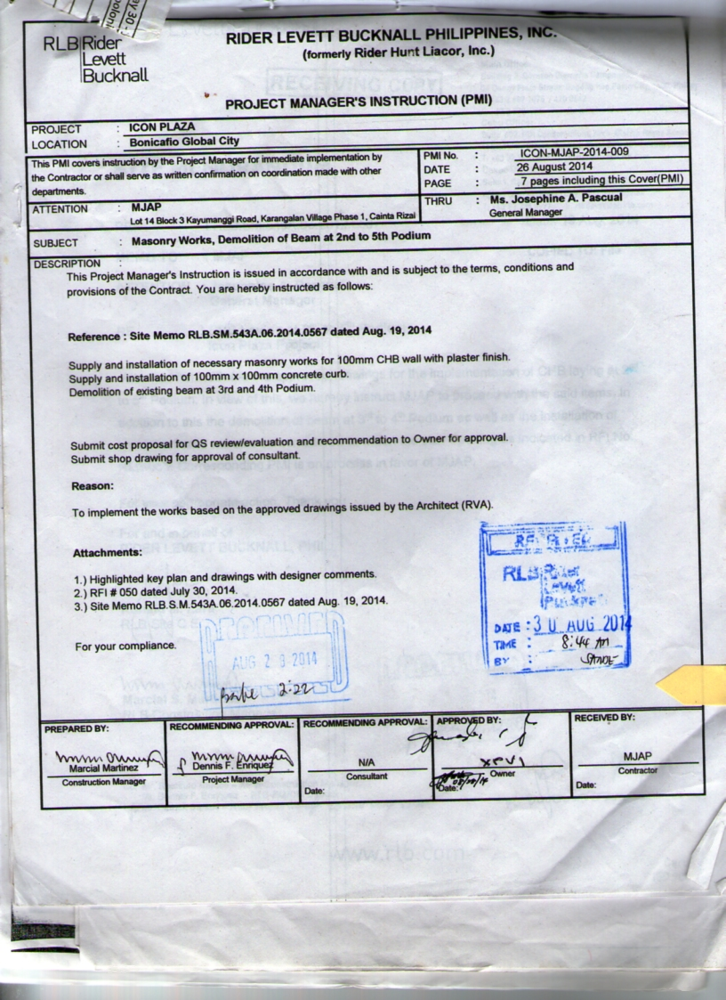 RLB Rider
Levett
Bucknall
RIDER LEVETT BUCKNALL PHILIPPINES, INC.
(formerly Rider Hunt Liacor, Inc.)
RECEIVING COPY
PROJECT MANAGER'S INSTRUCTION (PMI)
PROJECT : ICON PLAZA
LOCATION : Bonicafio Global City
This PMI covers instruction by the Project Manager for immediate implementation by
the Contractor or shall serve as written confirmation on coordination made with other
departments.
PMI No. : ICON-MJAP-2014-009
DATE : 26 August 2014
PAGE : 7 pages including this Cover(PMI)
ATTENTION : MJAP
Lot 14 Block 3 Kayumanggi Road, Karangalan Village Phase 1, Cainta Rizal
THRU : Ms. Josephine A. Pascual
General Manager
SUBJECT : Masonry Works, Demolition of Beam at 2nd to 5th Podium
DESCRIPTION :
This Project Manager's Instruction is issued in accordance with and is subject to the terms, conditions and
provisions of the Contract. You are hereby instructed as follows:
Reference : Site Memo RLB.SM.543A.06.2014.0567 dated Aug. 19, 2014
Supply and installation of necessary masonry works for 100mm CHB wall with plaster finish.
Supply and installation of 100mm x 100mm concrete curb.
Demolition of existing beam at 3rd and 4th Podium.
Submit cost proposal for QS review/evaluation and recommendation to Owner for approval.
Submit shop drawing for approval of consultant.
Reason:
To implement the works based on the approved drawings issued by the Architect (RVA).
Attachments:
1.) Highlighted key plan and drawings with designer comments.
2.) RFI # 050 dated July 30, 2014.
3.) Site Memo RLB.S.M.543A.06.2014.0567 dated Aug. 19, 2014.
For your compliance.
RECEIVED
AUG 2 8 2014
2:22
RLB Rider
Levett
Bucknall
DATE : 30 AUG 2014
TIME : 8:44 AM
BY :
PREPARED BY:
Marcial Martinez
Construction Manager
RECOMMENDING APPROVAL:
Dennis F. Enriquez
Project Manager
RECOMMENDING APPROVAL:
N/A
Consultant
Date:
APPROVED BY:
Owner
Date:
RECEIVED BY:
MJAP
Contractor
Date:
www.rlb.com